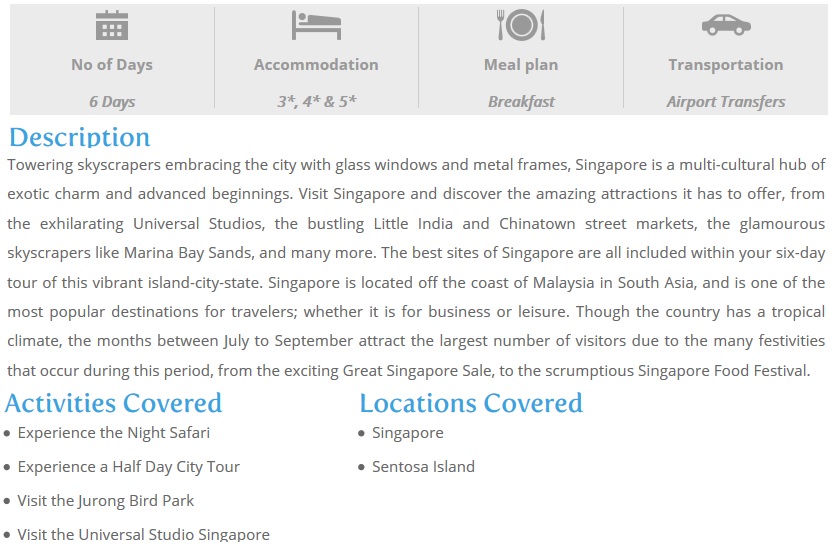 No of Days Accommodation Meal plan Transportation
6 Days 3*, 4* & 5* Breakfast Airport Transfers
Description
Towering skyscrapers embracing the city with glass windows and metal frames, Singapore is a multi-cultural hub of
exotic charm and advanced beginnings. Visit Singapore and discover the amazing attractions it has to offer, from
the exhilarating Universal Studios, the bustling Little India and Chinatown street markets, the glamourous
skyscrapers like Marina Bay Sands, and many more. The best sites of Singapore are all included within your six-day
tour of this vibrant island-city-state. Singapore is located off the coast of Malaysia in South Asia, and is one of the
most popular destinations for travelers; whether it is for business or leisure. Though the country has a tropical
climate, the months between July to September attract the largest number of visitors due to the many festivities
that occur during this period, from the exciting Great Singapore Sale, to the scrumptious Singapore Food Festival.
Activities Covered Locations Covered
• Experience the Night Safari • Singapore
• Experience a Half Day City Tour • Sentosa Island
• Visit the Jurong Bird Park
• Visit the Universal Studio Singapore